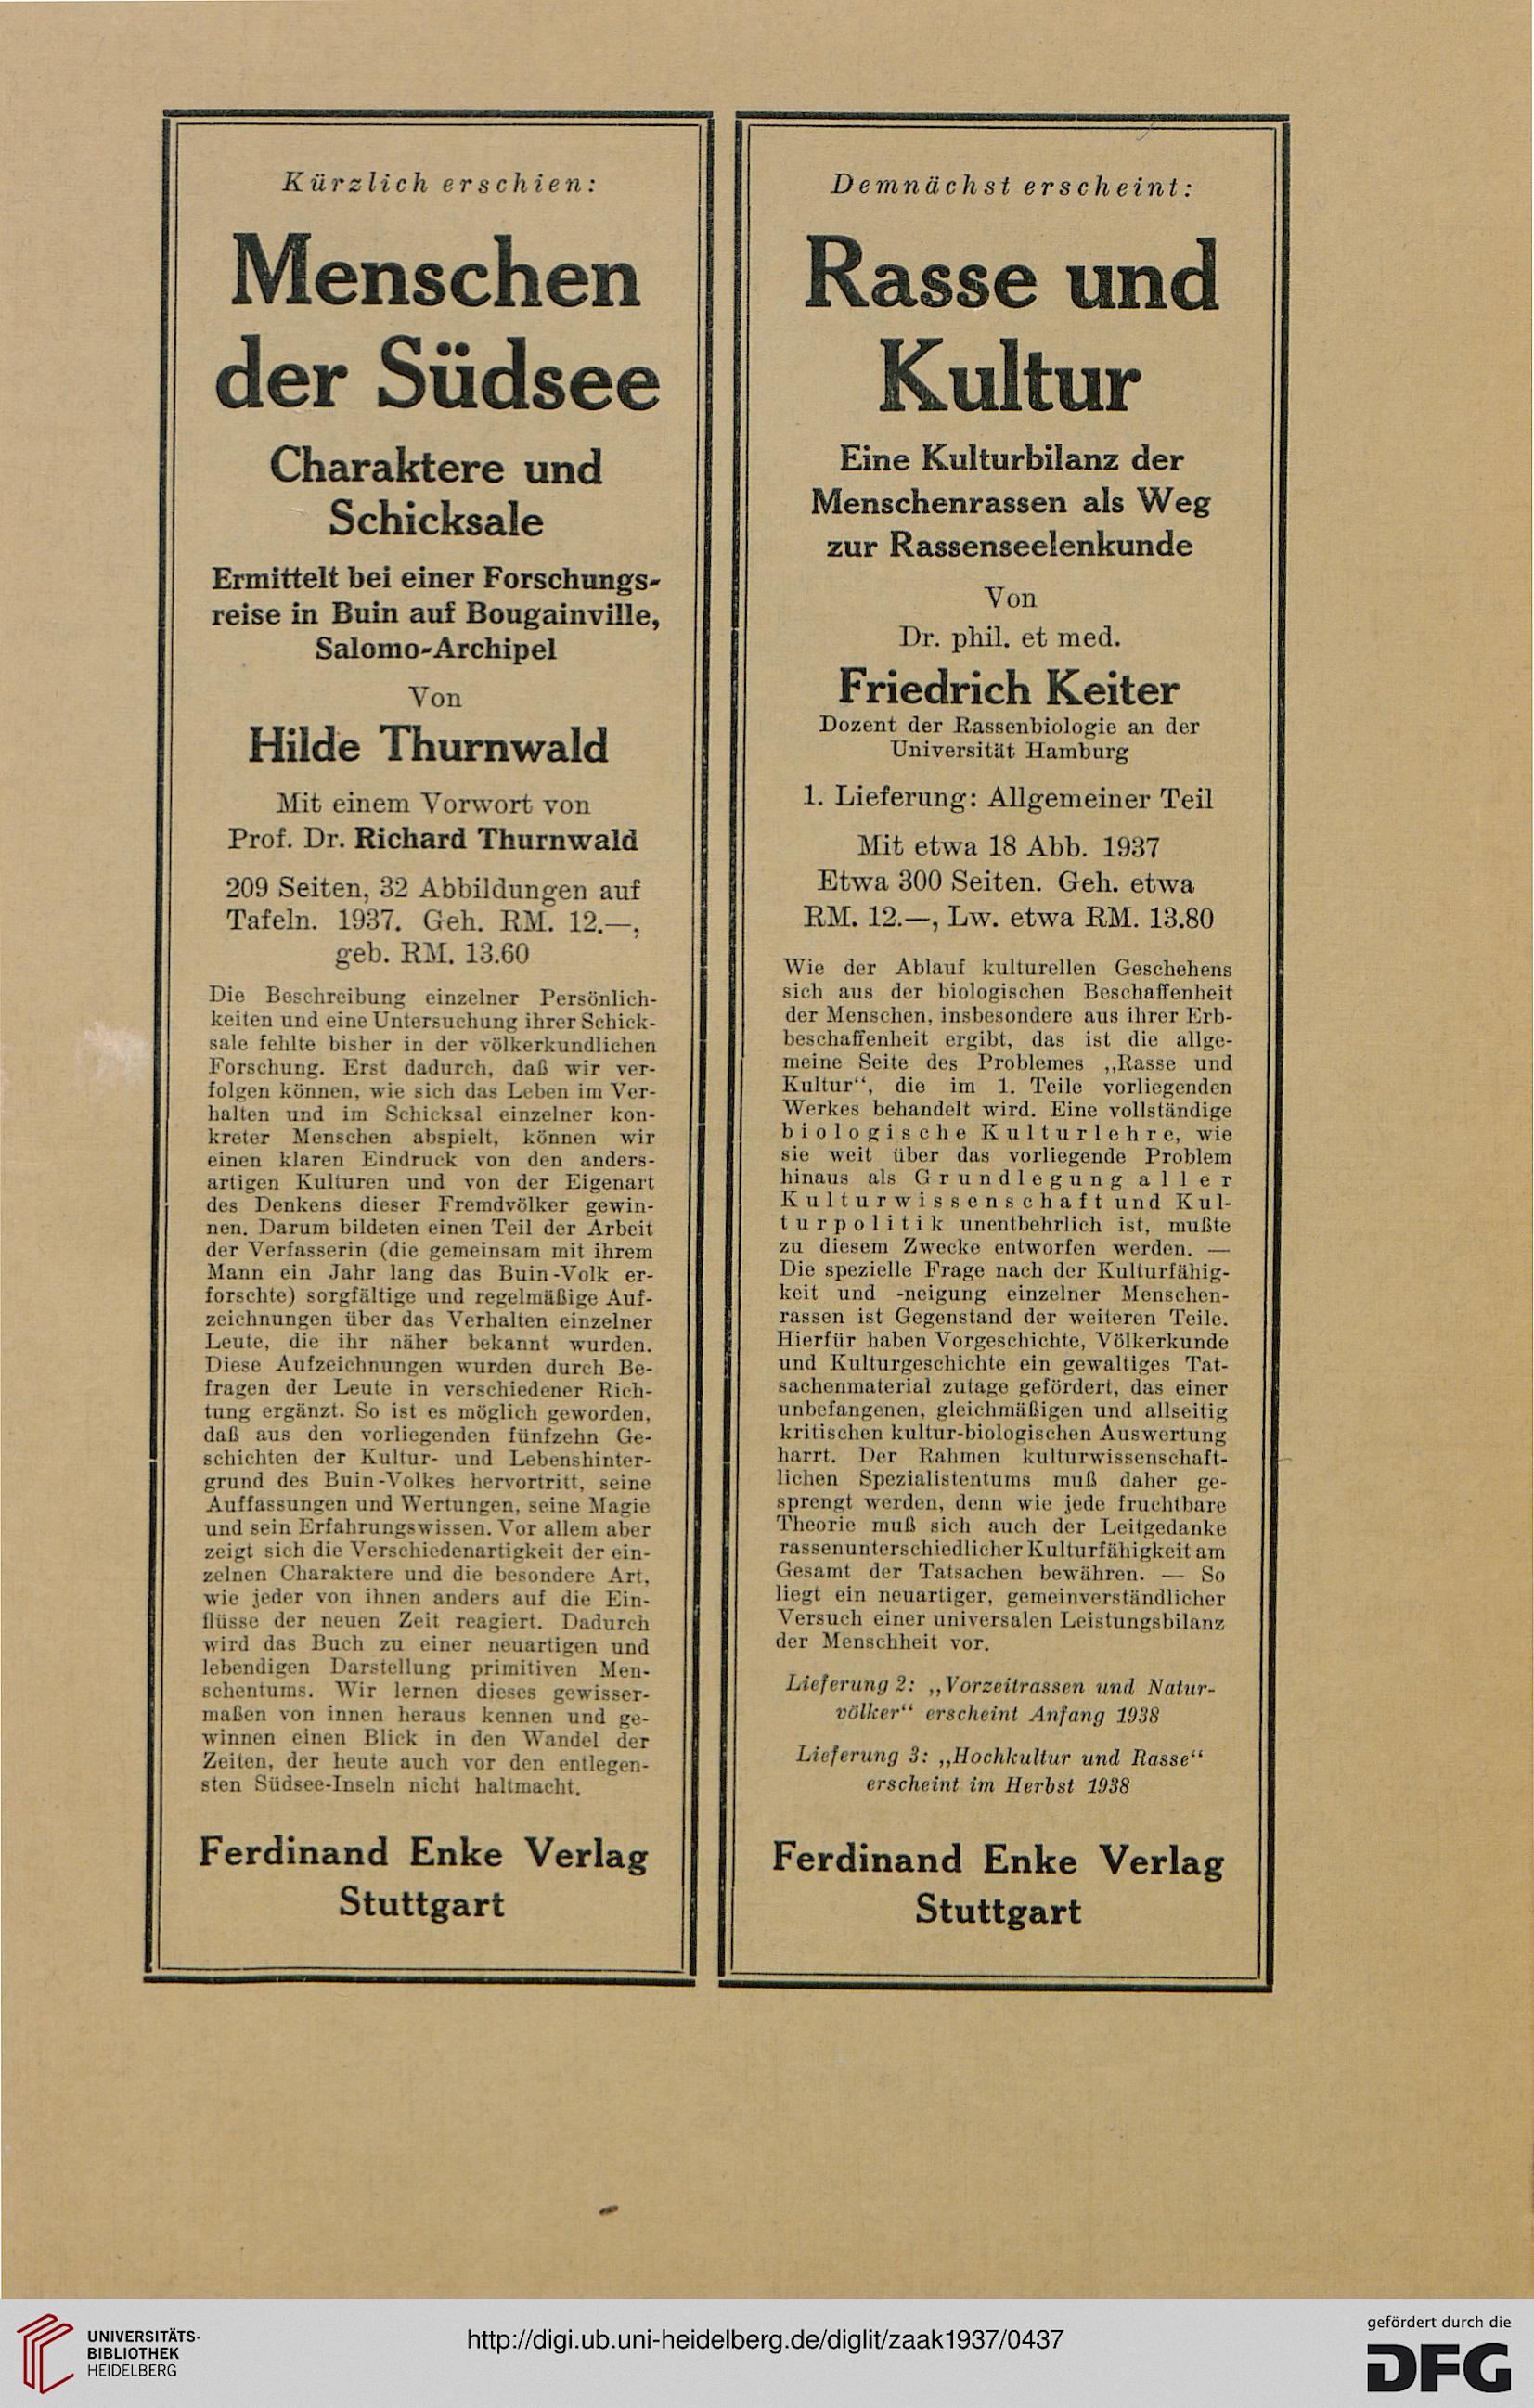 Kürzlich erschien:
Menschen
der Südsee
Charaktere und
Schicksale
Ermittelt bei einer Forschungs-
reise in Buin auf Bougainville,
Salomo-Archipel
Von
Hilde Thurnwald
Mit einem Vorwort von
Prof. Dr. Richard Thurnwald
209 Seiten, 32 Abbildungen auf
Tafeln. 1937. Geh. RM. 12.—,
geb. RM. 13.60
Die Beschreibung einzelner Persönlich-
keiten und eine Untersuchung ihrer Schick-
sale fehlte bisher in der völkerkundlichen
Forschung. Erst dadurch, daß wir ver-
folgen können, wie sich das Leben im Ver-
halten und im Schicksal einzelner kon-
kreter Menschen abspielt, können wir
einen klaren Eindruck von den anders-
artigen Kulturen und von der Eigenart
des Denkens dieser Fremdvölker gewin-
nen. Darum bildeten einen Teil der Arbeit
der Verfasserin (die gemeinsam mit ihrem
Mann ein Jahr lang das Buin-Volk er-
forschte) sorgfältige und regelmäßige Auf-
zeichnungen über das Verhalten einzelner
Leute, die ihr näher bekannt wurden.
Diese Aufzeichnungen wurden durch Be-
fragen der Leute in verschiedener Rich-
tung ergänzt. So ist es möglich geworden,
daß aus den vorliegenden fünfzehn Ge-
schichten der Kultur- und Lebenshinter-
grund des Buin-Volkes hervortritt, seine
Auffassungen und Wertungen, seine Magie
und sein Erfahrungswissen. Vor allem aber
zeigt sich die Verschiedenartigkeit der ein-
zelnen Charaktere und die besondere Art,
wie jeder von ihnen anders auf die Ein-
flüsse der neuen Zeit reagiert. Dadurch
wird das Buch zu einer neuartigen und
lebendigen Darstellung primitiven Men-
schentums. Wir lernen dieses gewisser-
maßen von innen heraus kennen und ge-
winnen einen Blick in den Wandel der
Zeiten, der heute auch vor den entlegen-
sten Südsee-Inseln nicht haltmacht.
Ferdinand Enke Verlag
Stuttgart
Demnächst erscheint:
Rasse und
Kultur
Eine Kulturbilanz der
Menschenrassen als Weg
zur Rassenseelenkunde
Von
Dr. phil. et med.
Friedrich Keiter
Dozent der Rassenbiologie an der
Universität Hamburg
1. Lieferung: Allgemeiner Teil
Mit etwa 18 Abb. 1937
Etwa 300 Seiten. Geh. etwa
RM. 12.—, Lw. etwa RM. 13.80
Wie der Ablauf kulturellen Geschehens
sich aus der biologischen Beschaffenheit
der Menschen, insbesondere aus ihrer Erb-
beschaffenheit ergibt, das ist die allge-
meine Seite des Problemes „Rasse und
Kultur“, die im 1. Teile vorliegenden
Werkes behandelt wird. Eine vollständige
biologische Kulturlehre, wie
sie weit über das vorliegende Problem
hinaus als Grundlegung aller
Kulturwissenschaft und Kul-
turpolitik unentbehrlich ist, mußte
zu diesem Zwecke entworfen werden. —
Die spezielle Frage nach der Kulturfähig-
keit und -neigung einzelner Menschen-
rassen ist Gegenstand der weiteren Teile.
Hierfür haben Vorgeschichte, Völkerkunde
und Kulturgeschichte ein gewaltiges Tat-
sachenmaterial zutage gefördert, das einer
unbefangenen, gleichmäßigen und allseitig
kritischen kultur-biologischen Auswertung
harrt. Der Rahmen kulturwissenschaft-
lichen Spezialistentums muß daher ge-
sprengt werden, denn wie jede fruchtbare
Theorie muß sich auch der Leitgedanke
rassenunterschiedlicher Kulturfähigkeit am
Gesamt der Tatsachen bewähren. — So
liegt ein neuartiger, gemeinverständlicher
Versuch einer universalen Leistungsbilanz
der Menschheit vor.
Lieferung 2: „Vorzeitrassen und Natur-
völker“ erscheint Anfang 1938
Lieferung 3: „Hochkultur und Rasse“
erscheint im Herbst 1938
Ferdinand Enke Verlag
Stuttgart
UNIVERSITÄTS-
BIBLIOTHEK
HEIDELBERG
http://digi.ub.uni-heidelberg.de/diglit/zaak1937/0437
gefördert durch die
DFG